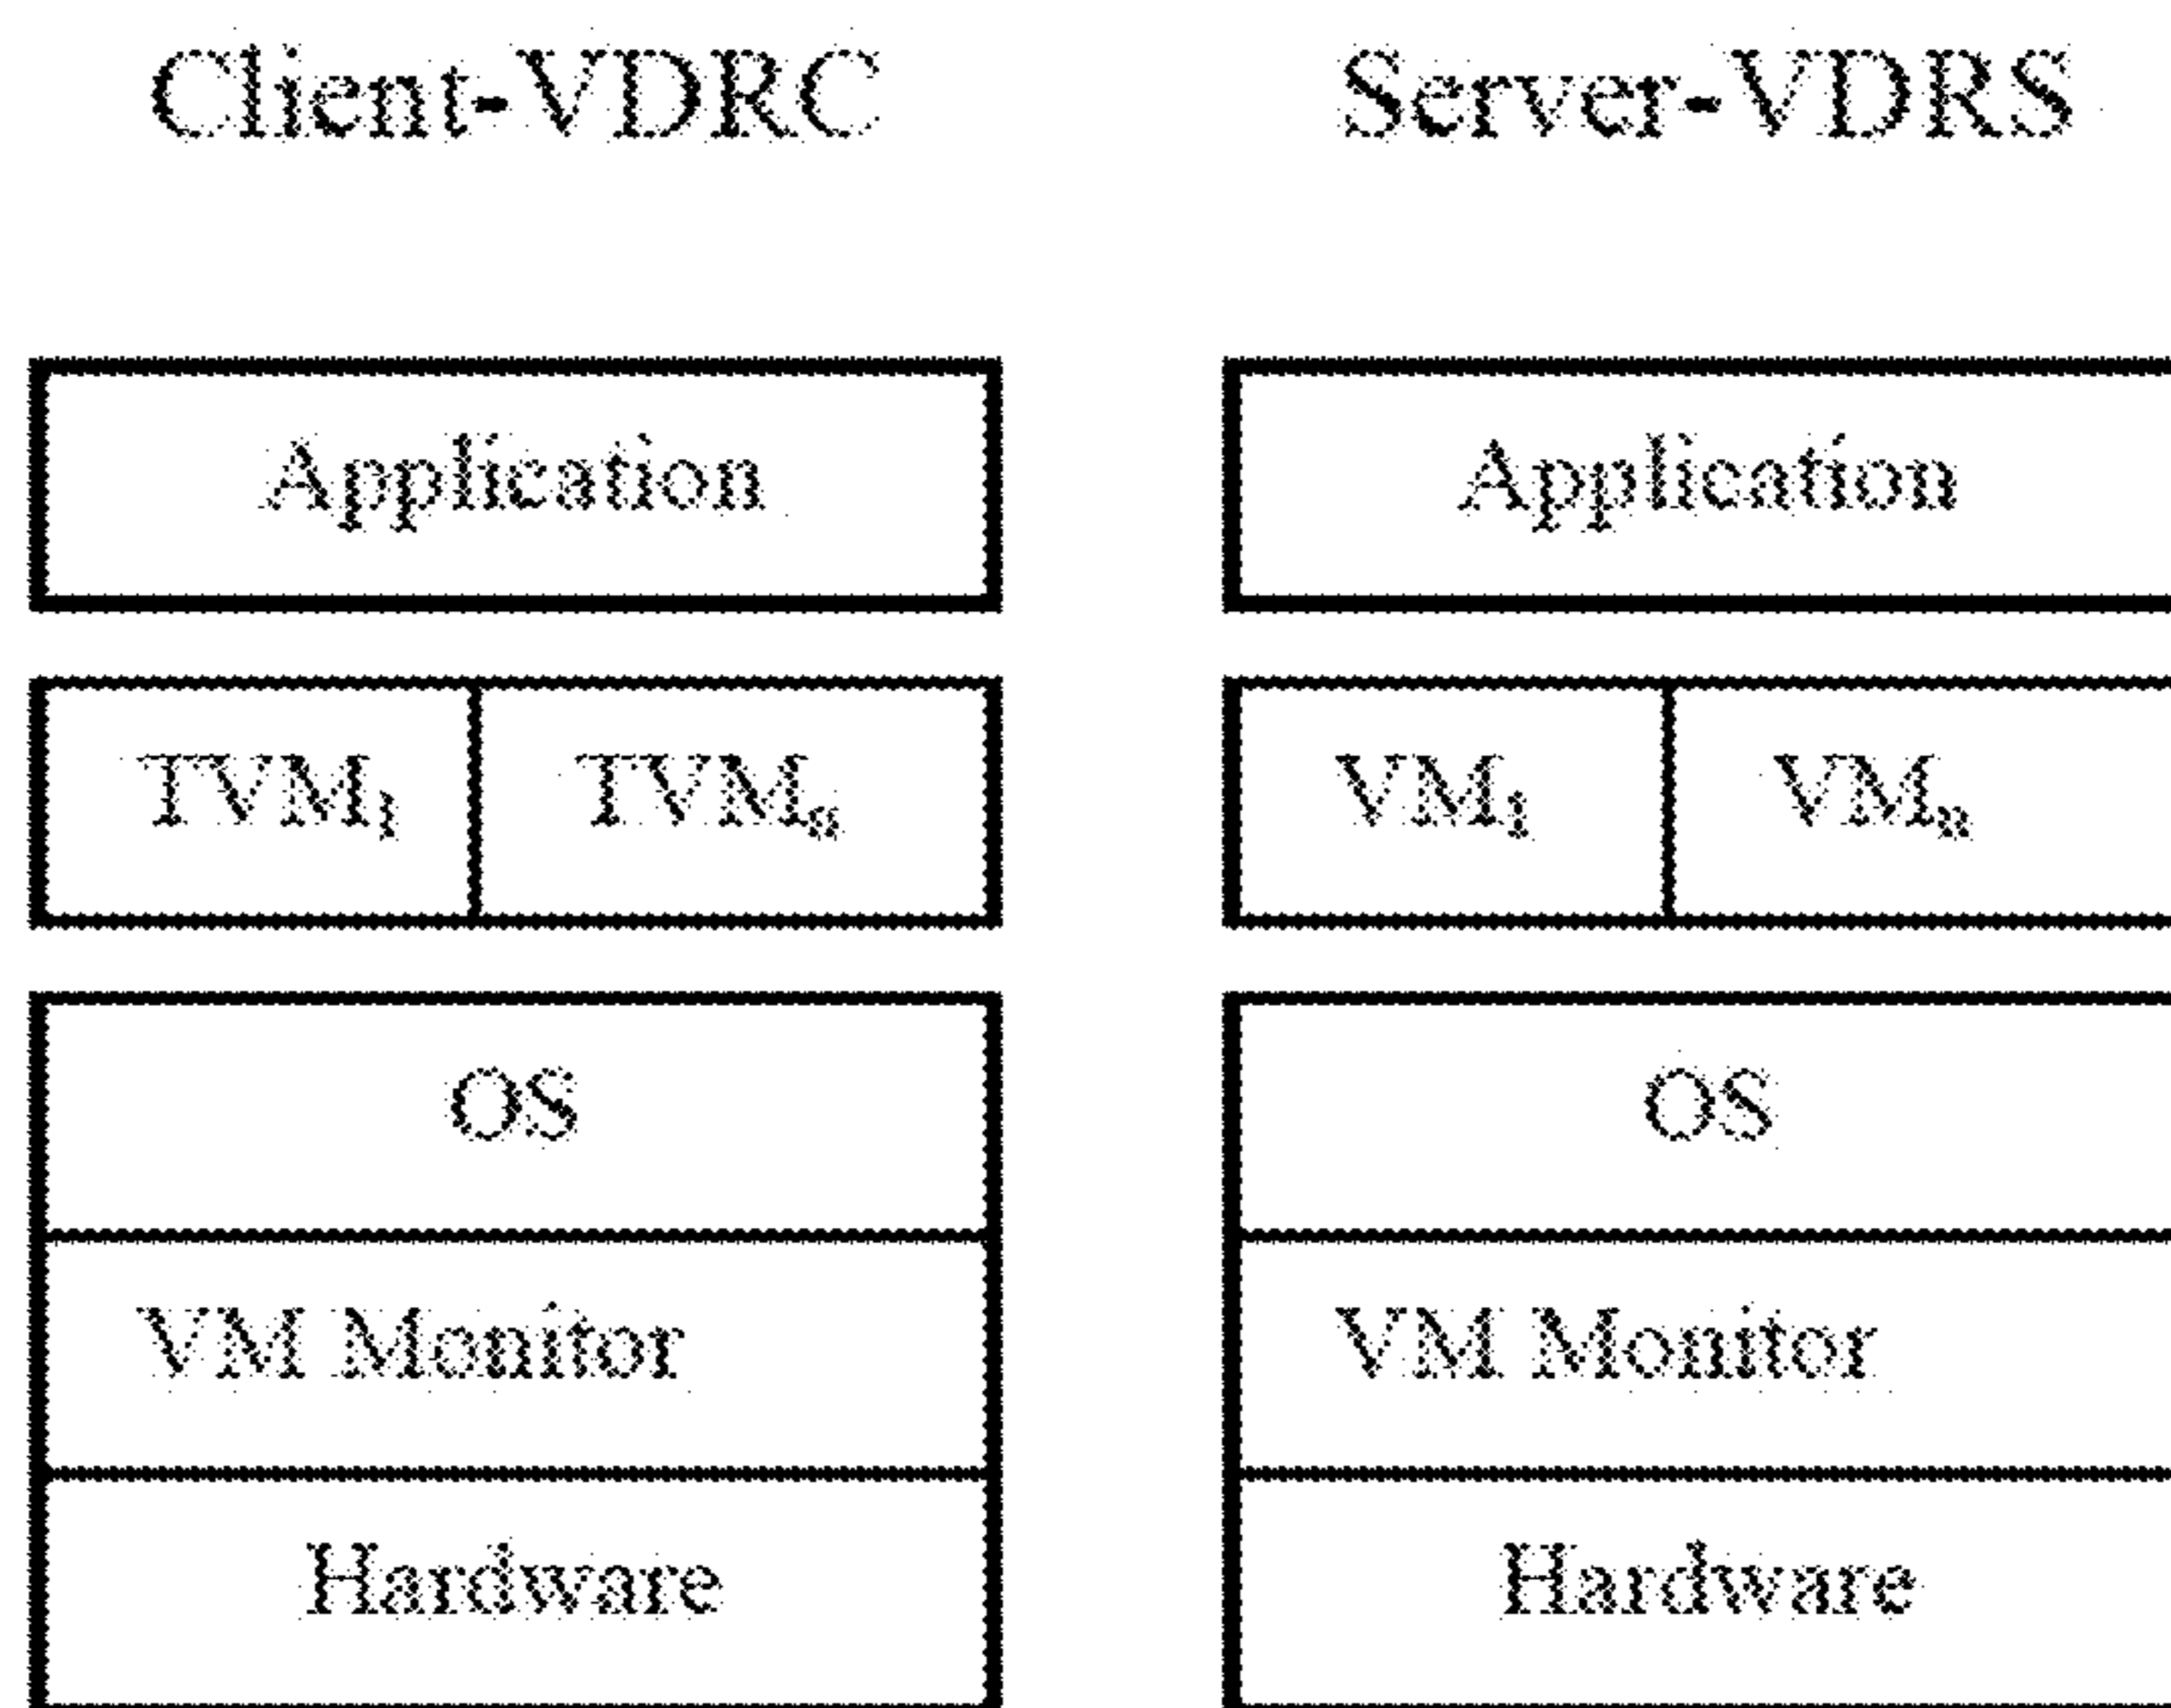 Client-VDRC Server-VDRS
Application Application
TVM₁ TVMₙ VM₁ VMₙ
OS OS
VM Monitor VM Monitor
Hardware Hardware